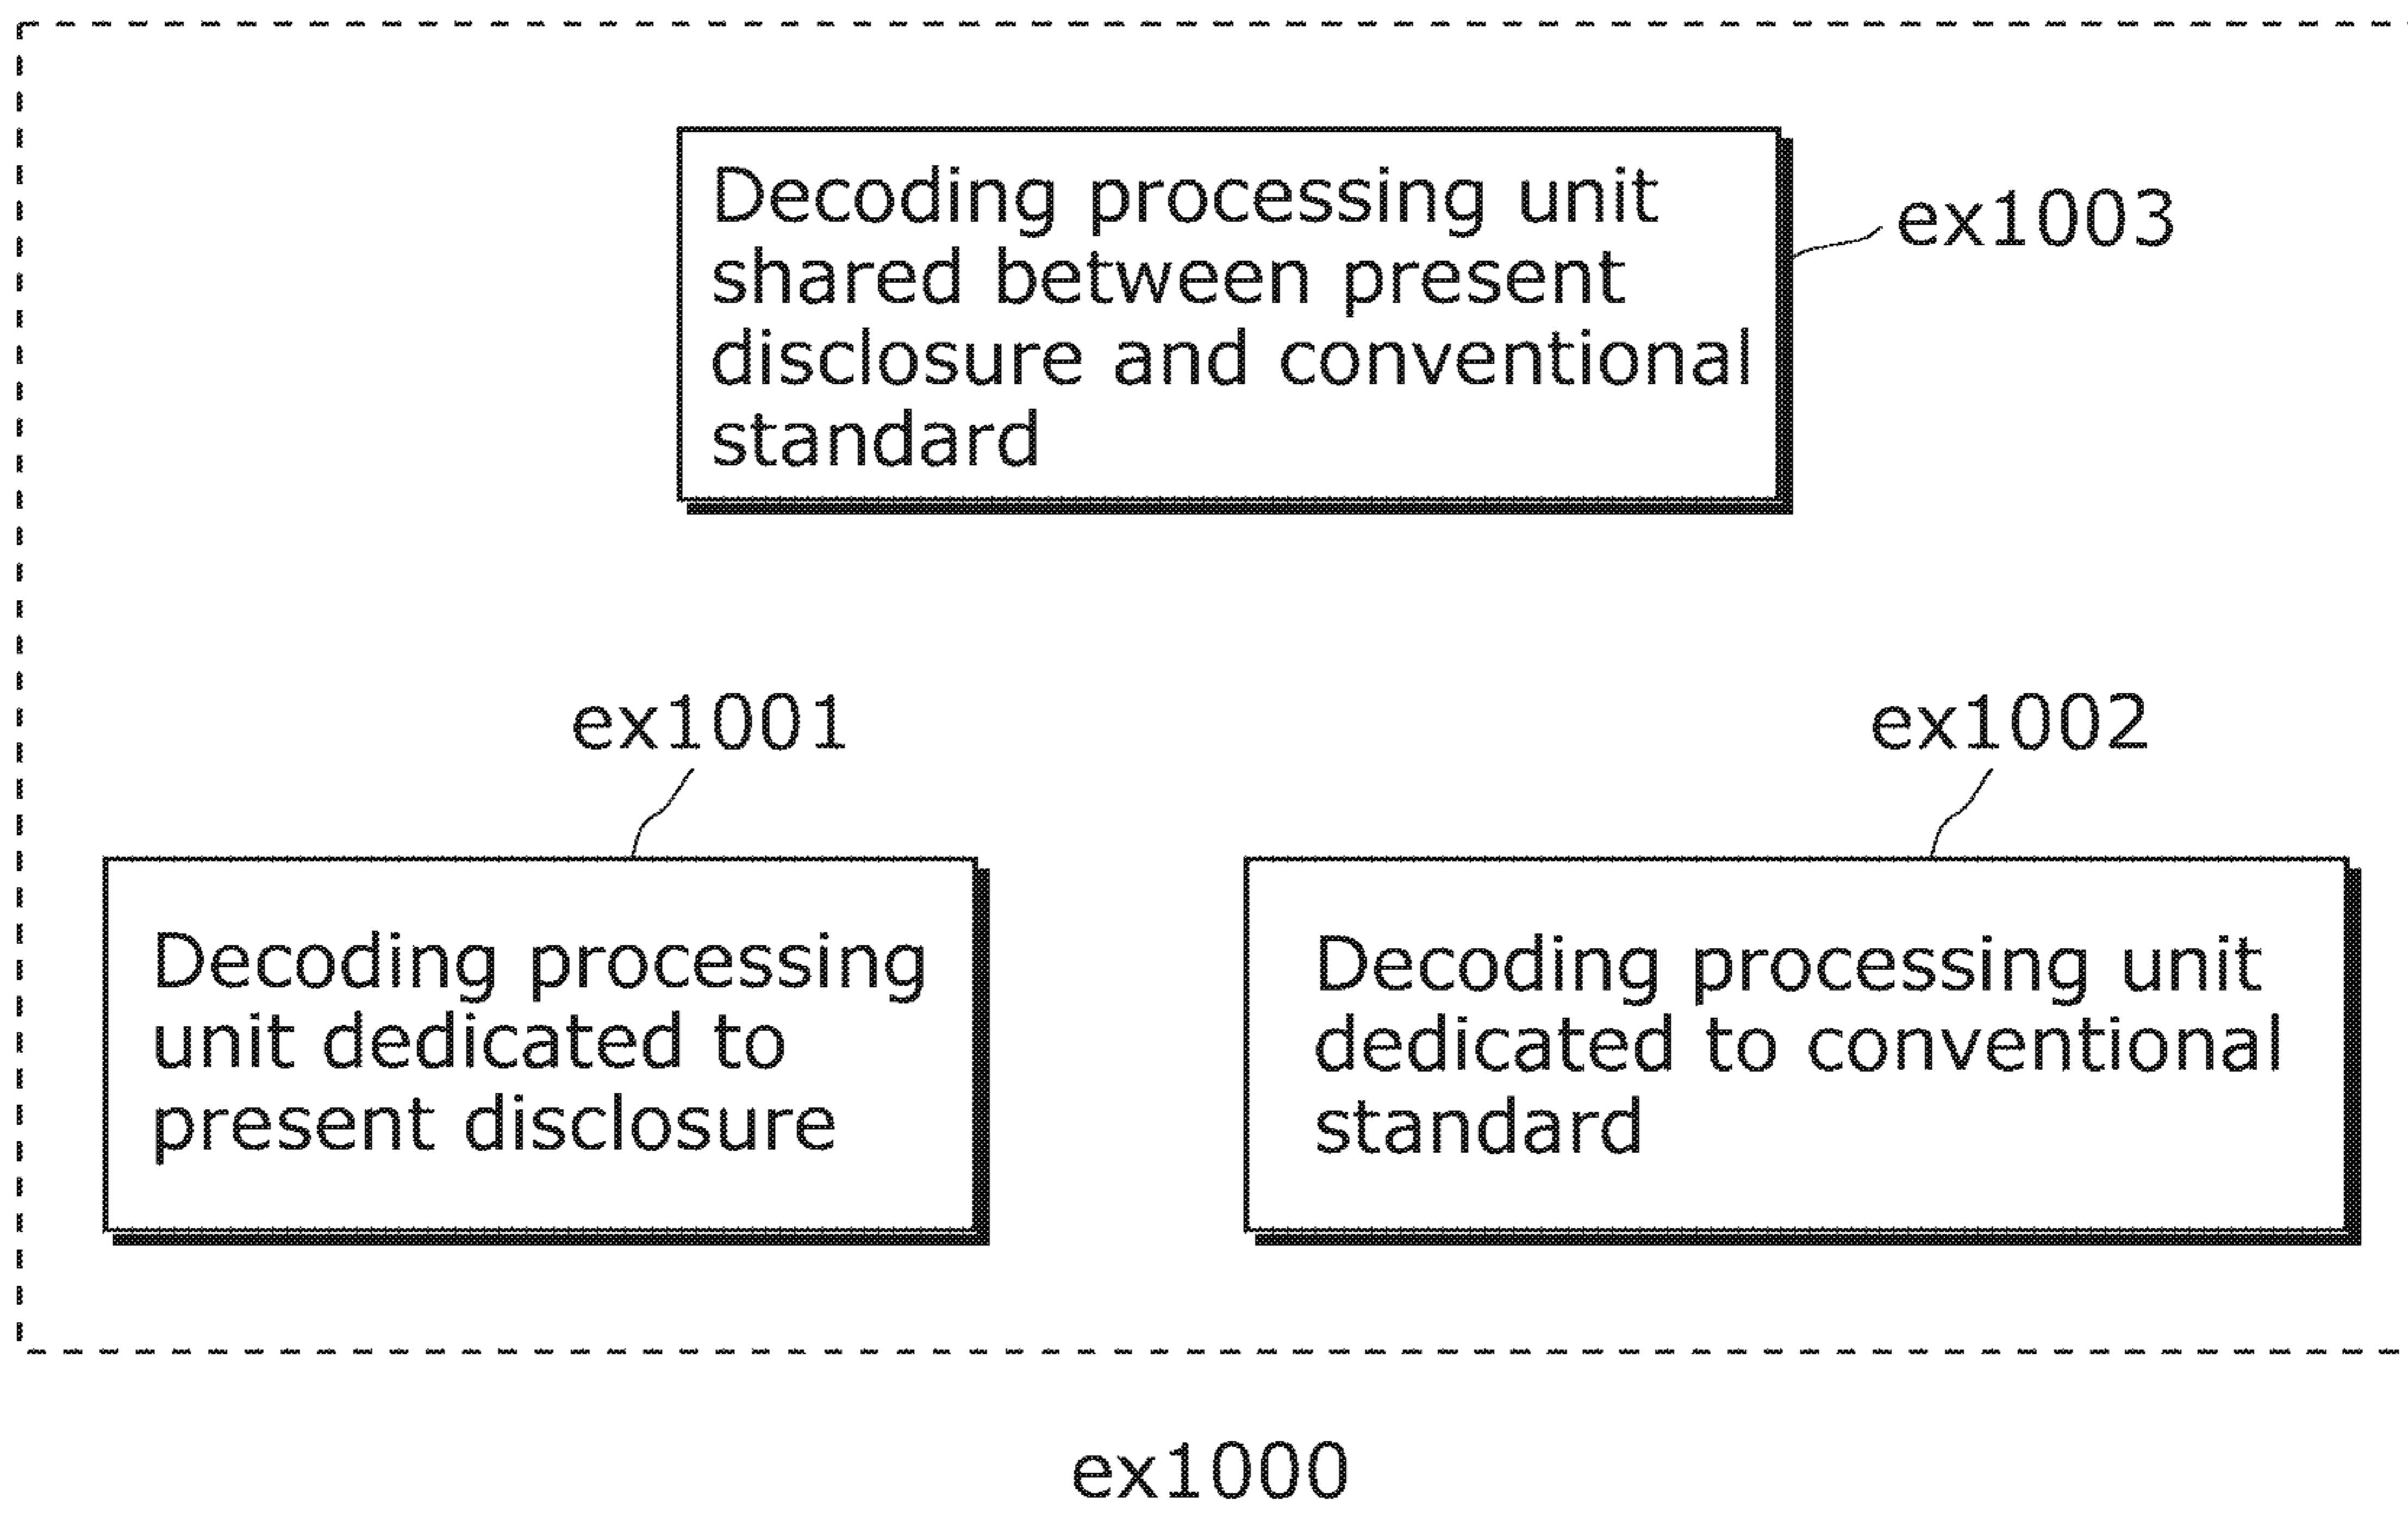 Decoding processing unit
shared between present
disclosure and conventional
standard
ex1003
ex1001
ex1002
Decoding processing
unit dedicated to
present disclosure
Decoding processing unit
dedicated to conventional
standard
ex1000